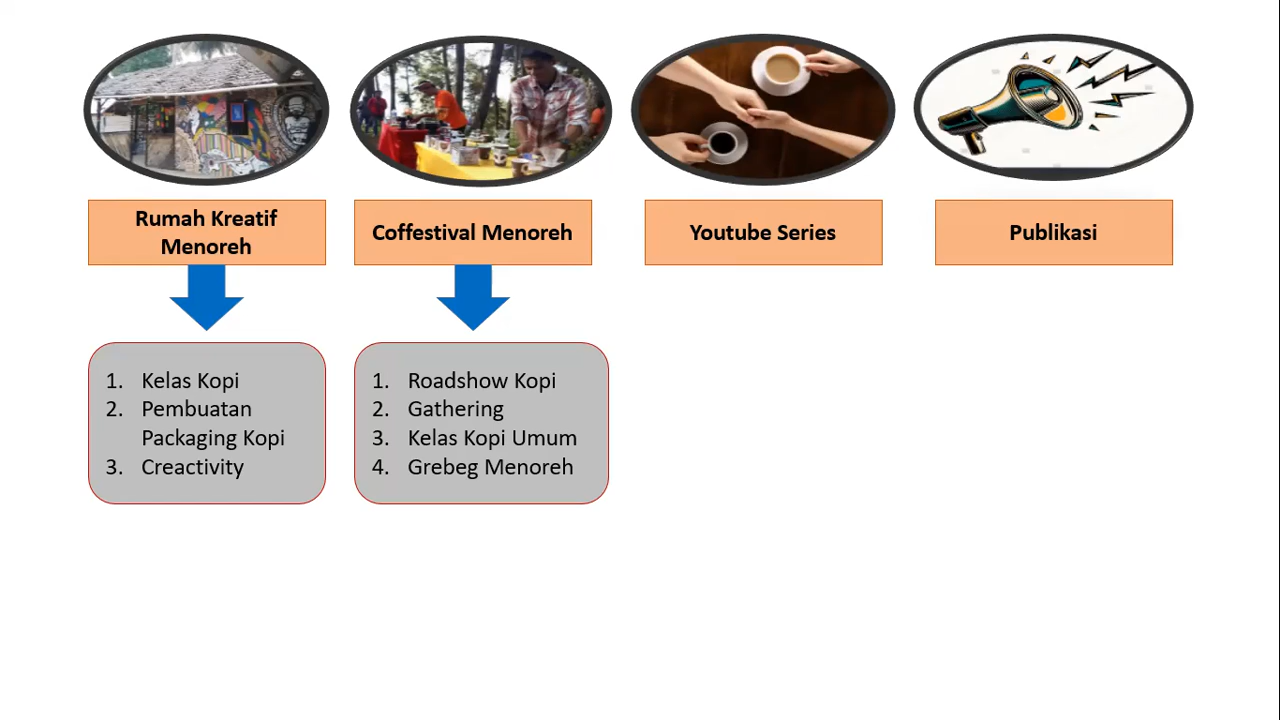 Rumah Kreatif
Menoreh
Coffestival Menoreh
Youtube Series
Publikasi
1. Kelas Kopi
2. Pembuatan
Packaging Kopi
3. Creactivity
1. Roadshow Kopi
2. Gathering
3. Kelas Kopi Umum
4. Grebeg Menoreh